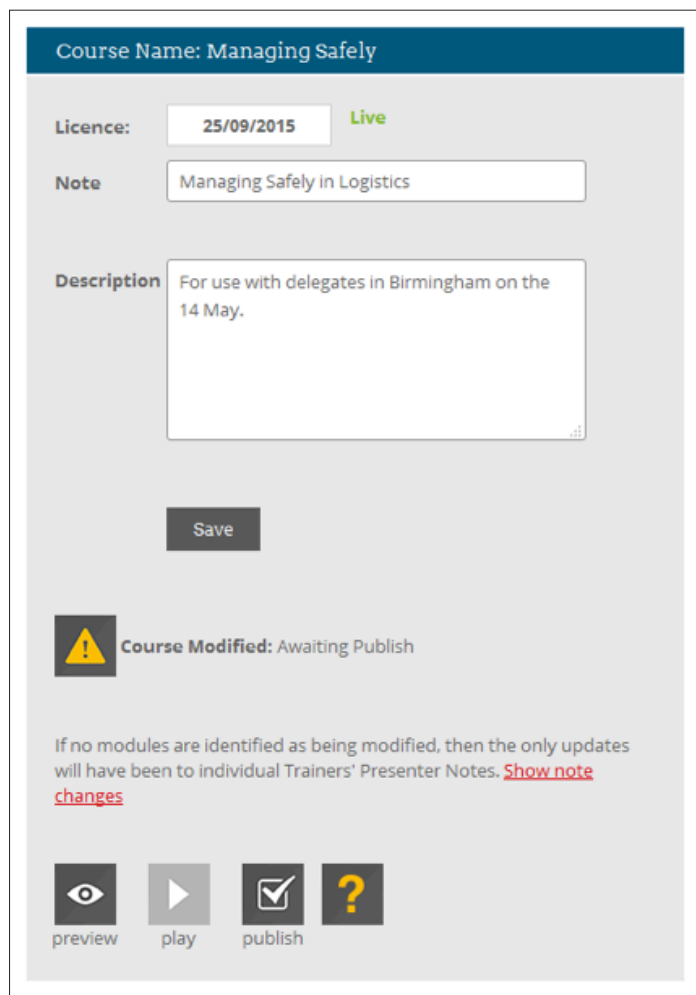 Course Name: Managing Safely
Licence: 25/09/2015 Live
Note Managing Safely in Logistics
Description For use with delegates in Birmingham on the
14 May.
Save
Course Modified: Awaiting Publish
If no modules are identified as being modified, then the only updates
will have been to individual Trainers' Presenter Notes. Show note
changes
?
preview play publish